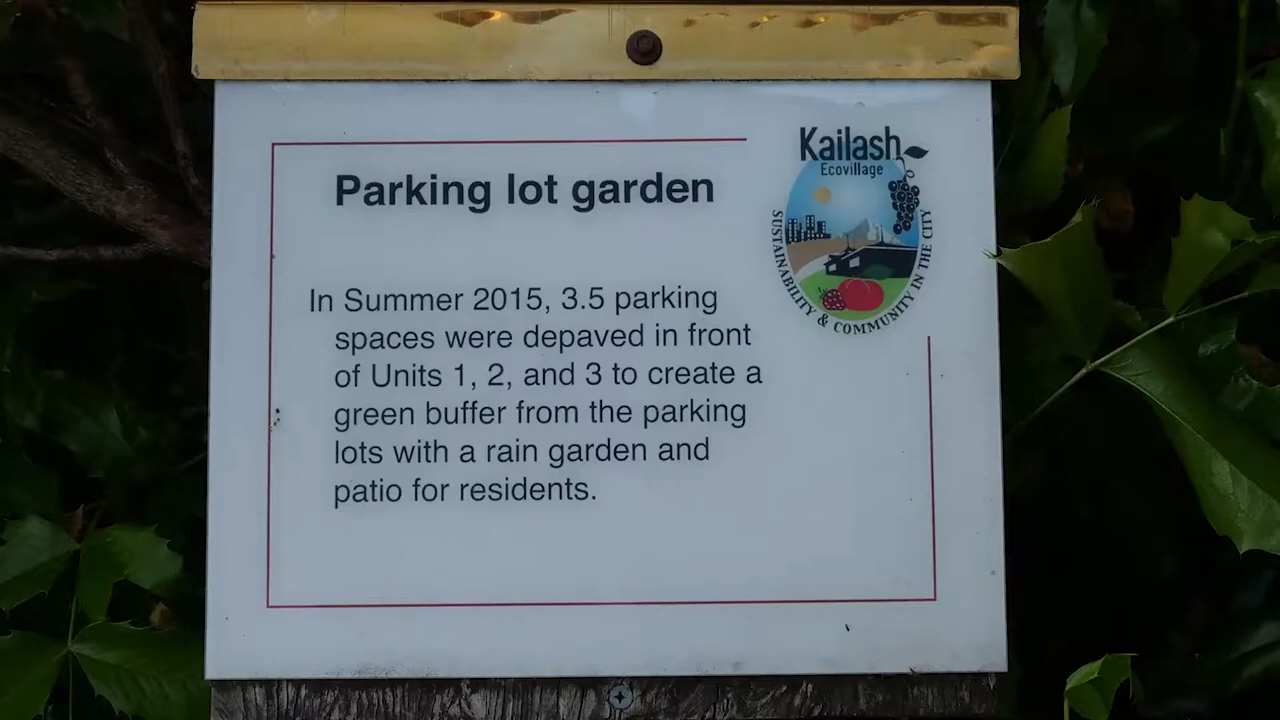 Kailash
Ecovillage
SUSTAINABILITY & COMMUNITY IN THE CITY
Parking lot garden
In Summer 2015, 3.5 parking
spaces were depaved in front
of Units 1, 2, and 3 to create a
green buffer from the parking
lots with a rain garden and
patio for residents.